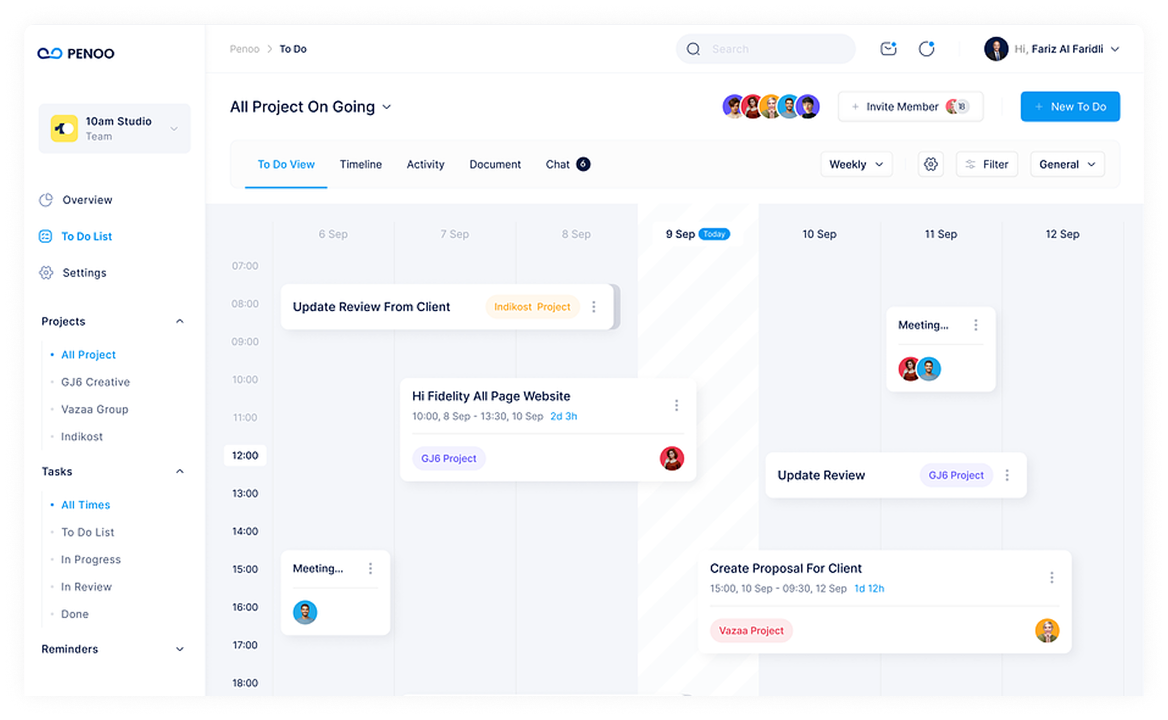 PENOO
Penoo > To Do
Search
Hi, Fariz Al Faridli
10am Studio
Team
All Project On Going
+ Invite Member
18
+ New To Do
To Do View
Timeline
Activity
Document
Chat 6
Weekly
Filter
General
Overview
To Do List
Settings
Projects
All Project
GJ6 Creative
Vazaa Group
Indikost
Tasks
All Times
To Do List
In Progress
In Review
Done
Reminders
6 Sep
7 Sep
8 Sep
9 Sep Today
10 Sep
11 Sep
12 Sep
07:00
08:00
09:00
10:00
11:00
12:00
13:00
14:00
15:00
16:00
17:00
18:00
Update Review From Client
Indikost Project
Meeting...
Hi Fidelity All Page Website
10:00, 8 Sep - 13:30, 10 Sep 2d 3h
GJ6 Project
Update Review
GJ6 Project
Meeting...
Create Proposal For Client
15:00, 10 Sep - 09:30, 12 Sep 1d 12h
Vazaa Project